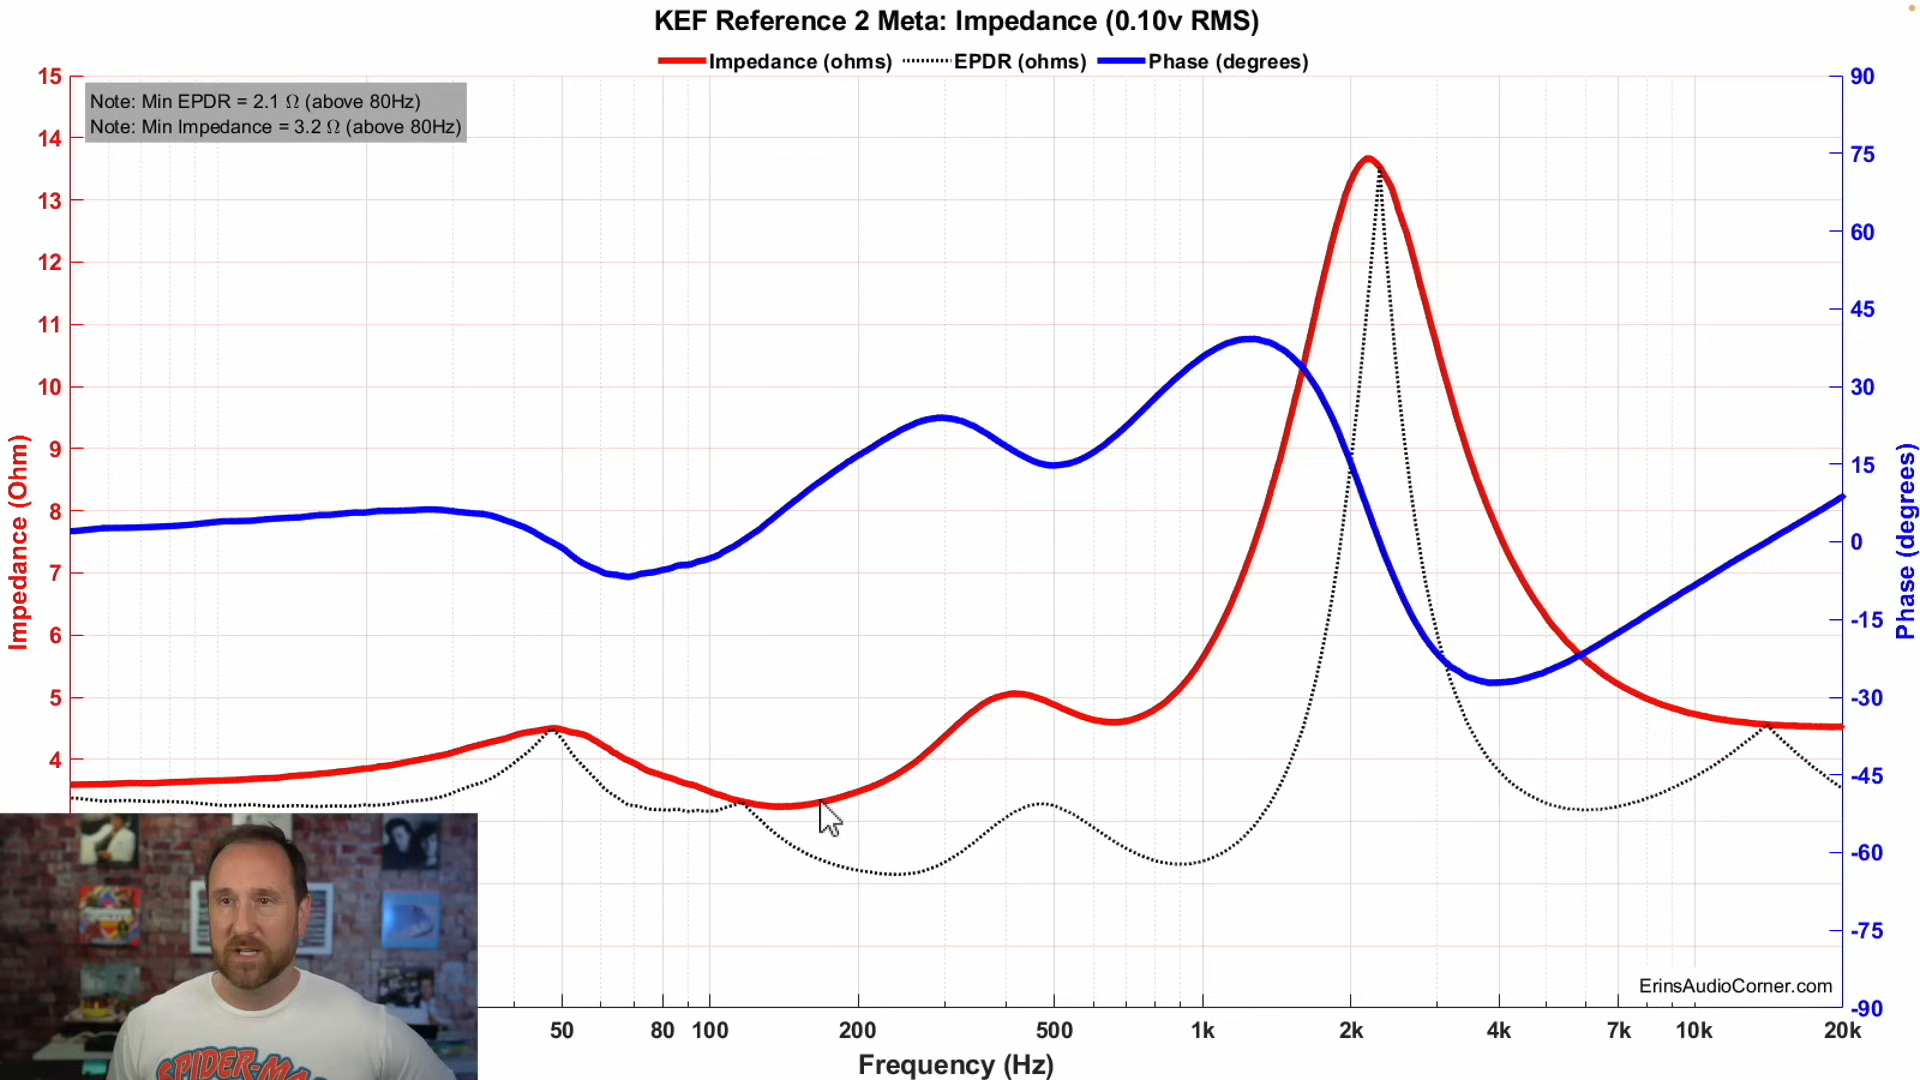 KEF Reference 2 Meta: Impedance (0.10v RMS)
Impedance (ohms) EPDR (ohms) Phase (degrees)
Note: Min EPDR = 2.1 Ω (above 80Hz)
Note: Min Impedance = 3.2 Ω (above 80Hz)
15
14
13
12
11
10
9
8
7
6
5
4
Impedance (Ohm)
90
75
60
45
30
15
0
-15
-30
-45
-60
-75
-90
Phase (degrees)
ErinsAudioCorner.com
50 80 100 200 500 1k 2k 4k 7k 10k 20k
Frequency (Hz)
SPIDER-MA